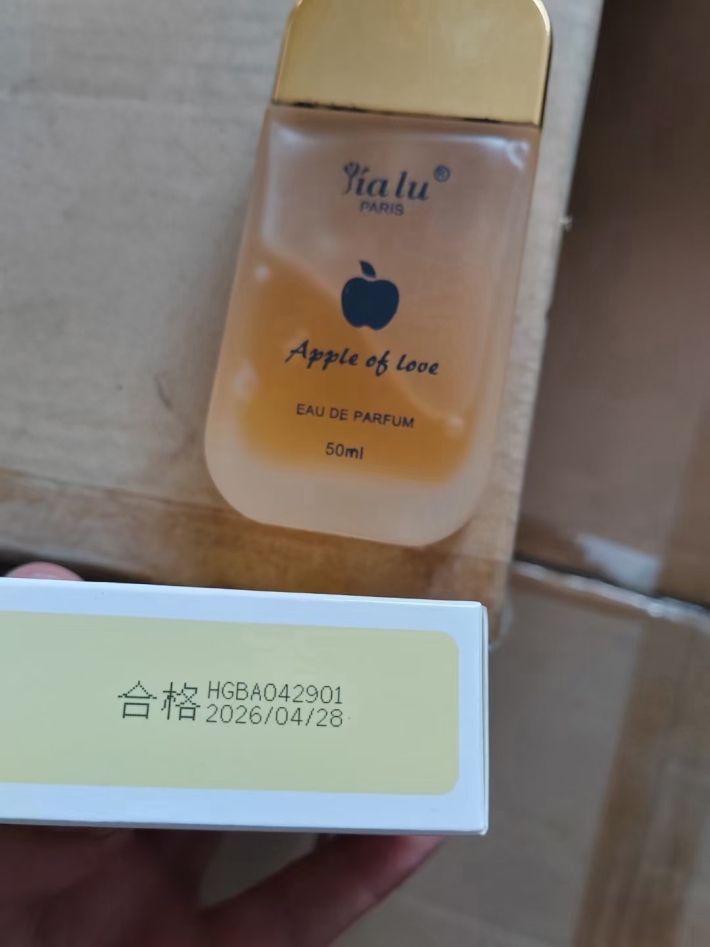 Yia lu®
PARIS
Apple of love
EAU DE PARFUM
50ml
合格
HGBA042901
2026/04/28